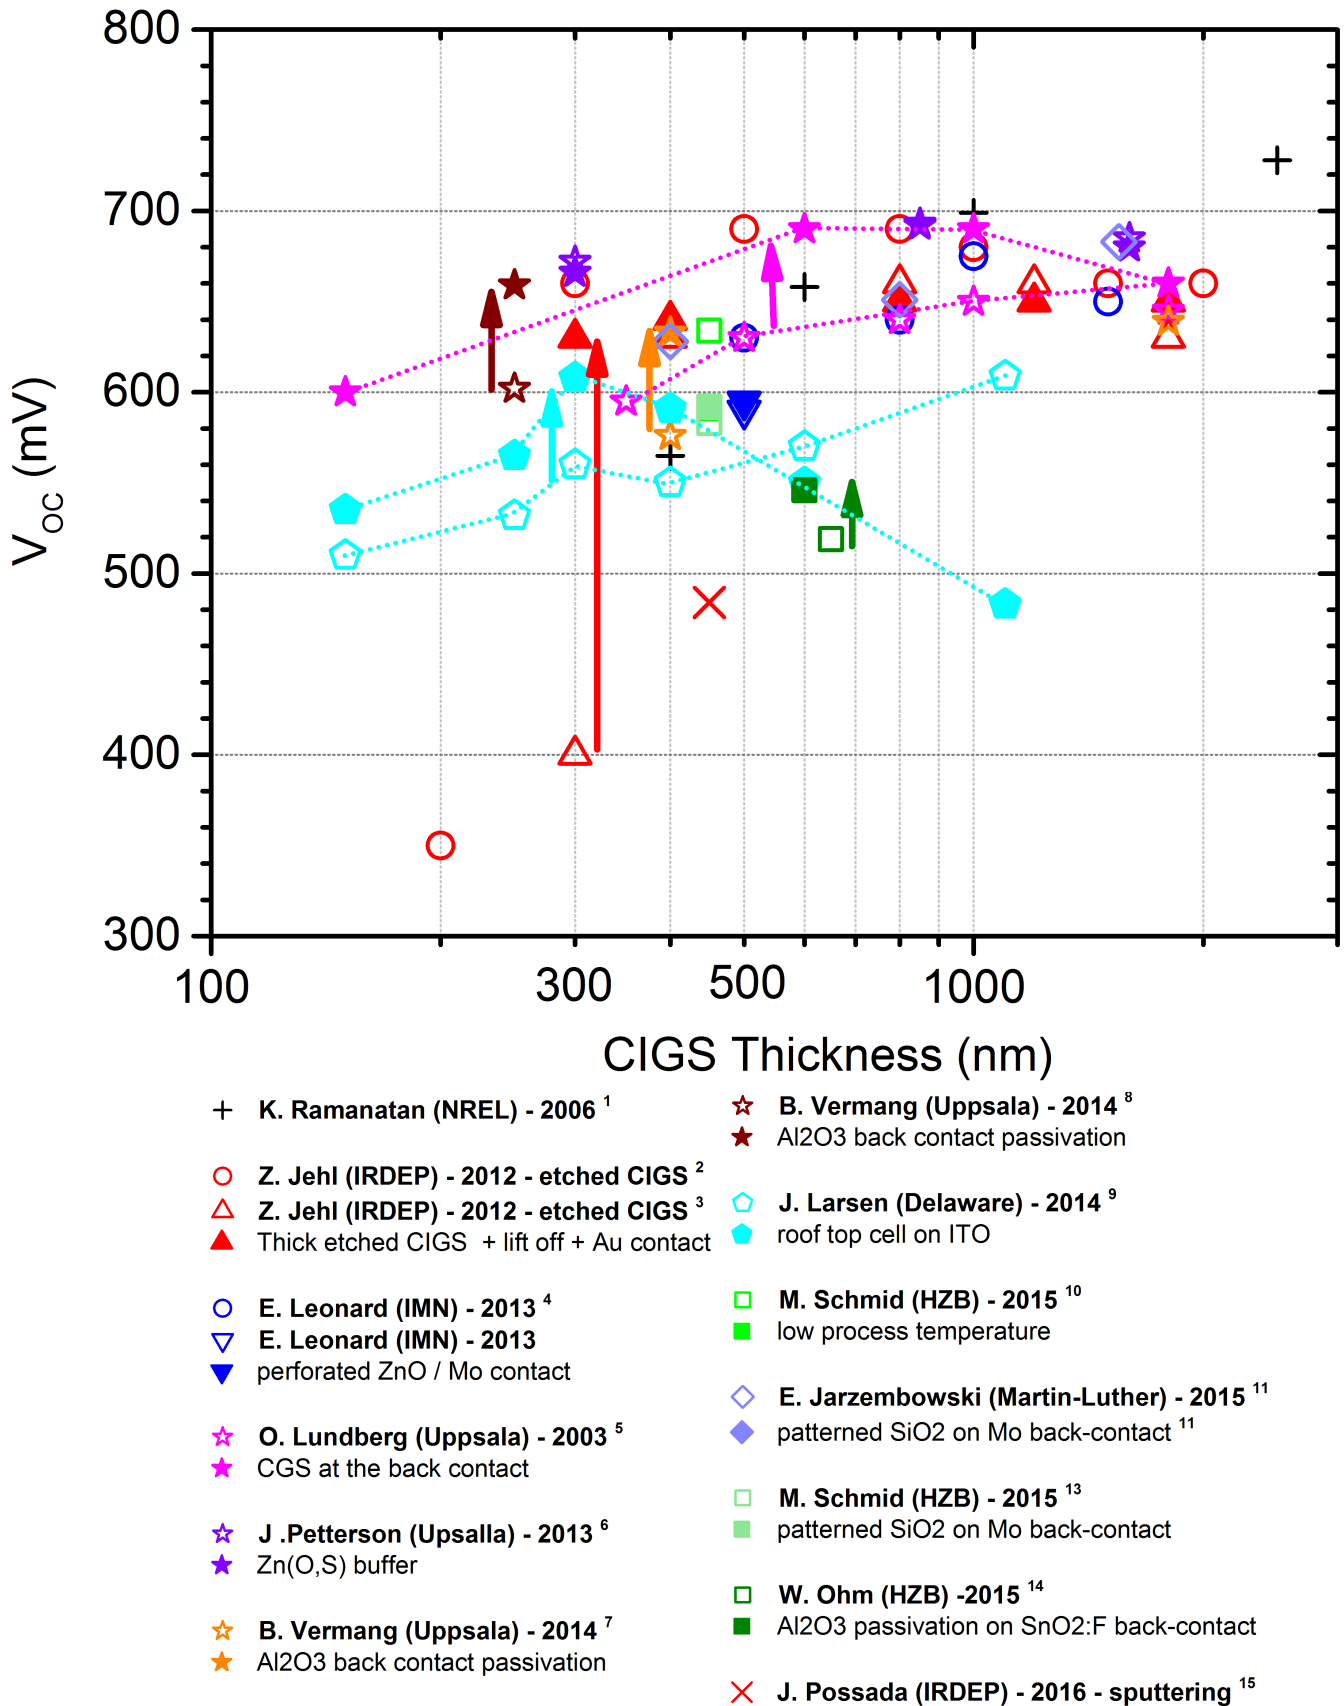 800
700
600
500
400
300
V_OC (mV)
100
300
500
1000
CIGS Thickness (nm)
K. Ramanatan (NREL) - 2006 1
Z. Jehl (IRDEP) - 2012 - etched CIGS 2
Z. Jehl (IRDEP) - 2012 - etched CIGS 3
Thick etched CIGS + lift off + Au contact
E. Leonard (IMN) - 2013 4
E. Leonard (IMN) - 2013
perforated ZnO / Mo contact
O. Lundberg (Uppsala) - 2003 5
CGS at the back contact
J .Petterson (Upsalla) - 2013 6
Zn(O,S) buffer
B. Vermang (Uppsala) - 2014 7
Al2O3 back contact passivation
B. Vermang (Uppsala) - 2014 8
Al2O3 back contact passivation
J. Larsen (Delaware) - 2014 9
roof top cell on ITO
M. Schmid (HZB) - 2015 10
low process temperature
E. Jarzembowski (Martin-Luther) - 2015 11
patterned SiO2 on Mo back-contact 11
M. Schmid (HZB) - 2015 13
patterned SiO2 on Mo back-contact
W. Ohm (HZB) -2015 14
Al2O3 passivation on SnO2:F back-contact
J. Possada (IRDEP) - 2016 - sputtering 15